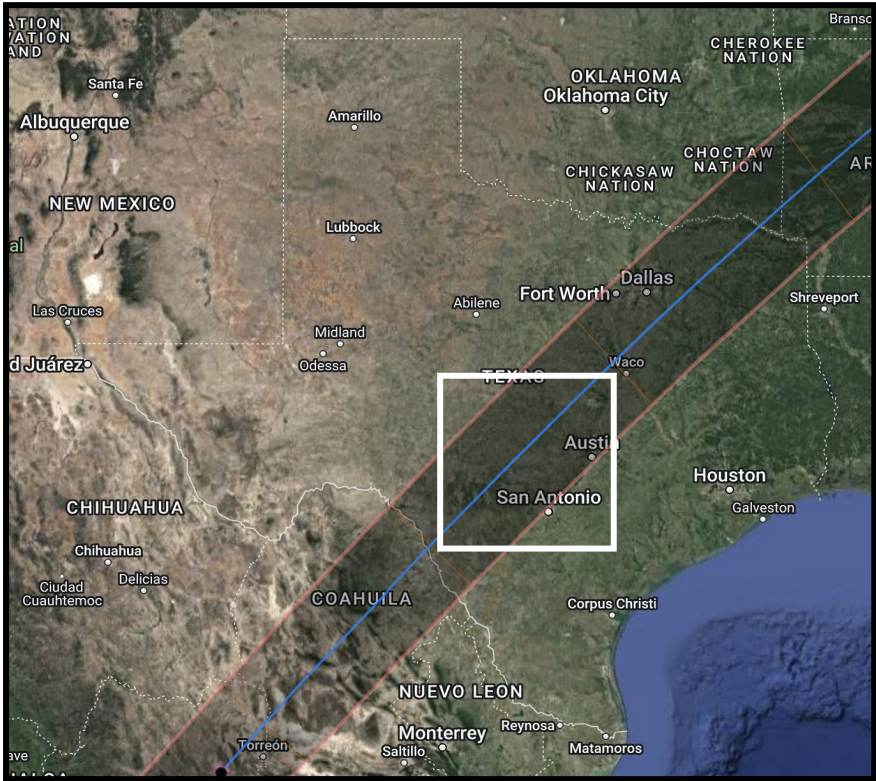 ATION
VATION
AND
Santa Fe
Albuquerque
NEW MEXICO
al
Las Cruces
d Juárez
Amarillo
Lubbock
Midland
Odessa
Abilene
OKLAHOMA
Oklahoma City
CHEROKEE
NATION
Bransc
CHICKASAW
NATION
CHOCTAW
NATION
AR
Fort Worth
Dallas
Shreveport
Waco
TEXAS
Austin
San Antonio
Houston
Galveston
CHIHUAHUA
Chihuahua
Ciudad
Cuauhtemoc
Delicias
COAHUILA
Corpus Christi
NUEVO LEON
Monterrey
Saltillo
Reynosa
Matamoros
Torreón
ave